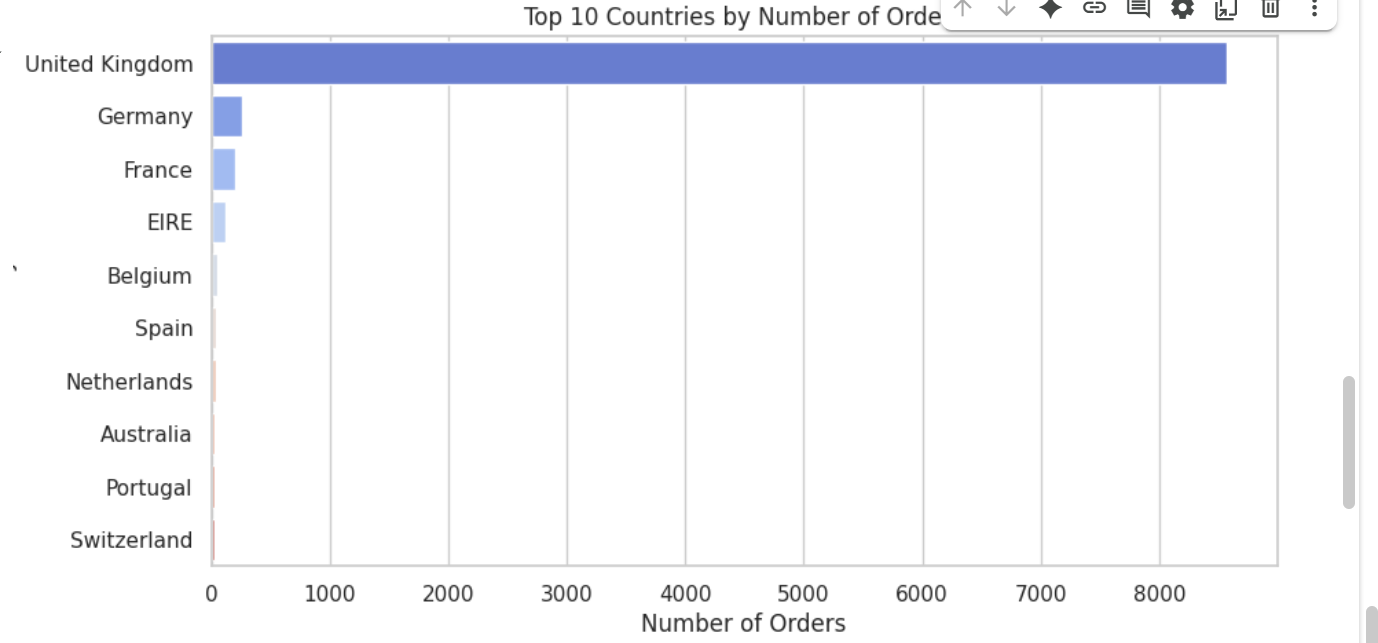 Top 10 Countries by Number of Orde
United Kingdom
Germany
France
EIRE
Belgium
Spain
Netherlands
Australia
Portugal
Switzerland
0 1000 2000 3000 4000 5000 6000 7000 8000
Number of Orders